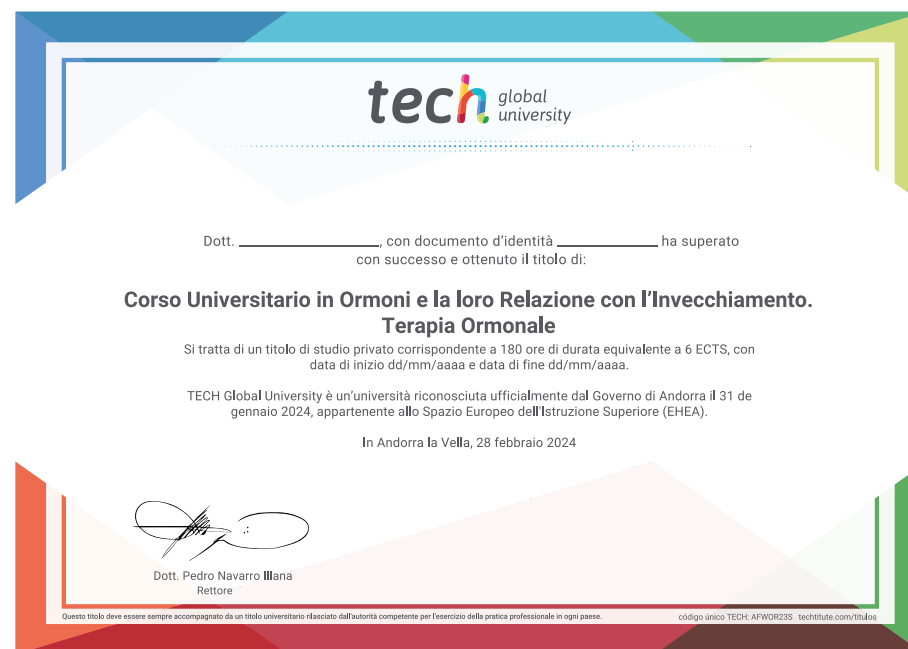 tech global university
Dott. ____________, con documento d’identità ____________ ha superato
con successo e ottenuto il titolo di:
Corso Universitario in Ormoni e la loro Relazione con l’Invecchiamento.
Terapia Ormonale
Si tratta di un titolo di studio privato corrispondente a 180 ore di durata equivalente a 6 ECTS, con
data di inizio dd/mm/aaaa e data di fine dd/mm/aaaa.
TECH Global University è un’università riconosciuta ufficialmente dal Governo di Andorra il 31 de
gennaio 2024, appartenente allo Spazio Europeo dell'Istruzione Superiore (EHEA).
In Andorra la Vella, 28 febbraio 2024
Dott. Pedro Navarro Illana
Rettore
Questo titolo deve essere sempre accompagnato da un titolo universitario rilasciato dall'autorità competente per l'esercizio della pratica professionale in ogni paese.
código único TECH: AFWOR23S techtitute.com/titulos